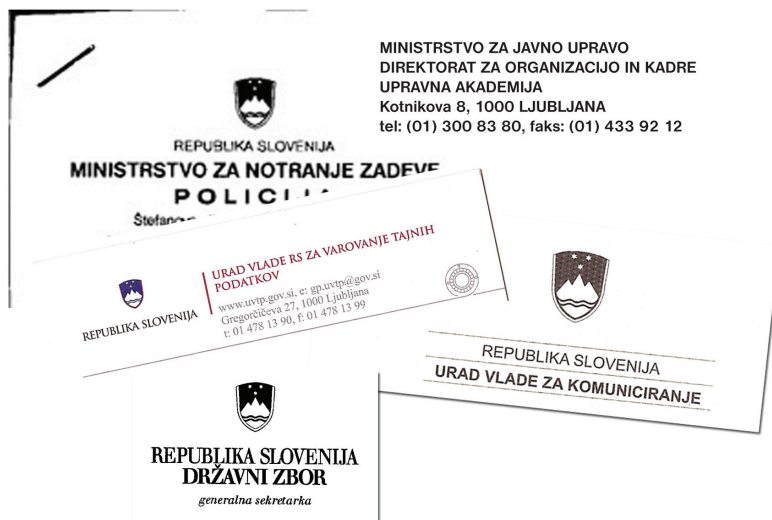 MINISTRSTVO ZA JAVNO UPRAVO
DIREKTORAT ZA ORGANIZACIJO IN KADRE
UPRAVNA AKADEMIJA
Kotnikova 8, 1000 LJUBLJANA
tel: (01) 300 83 80, faks: (01) 433 92 12
REPUBLIKA SLOVENIJA
MINISTRSTVO ZA NOTRANJE ZADEVE
POLICIJA
URAD VLADE RS ZA VAROVANJE TAJNIH
PODATKOV
www.uvtp.gov.si, e: gp.uvtp@gov.si
Gregorčičeva 27, 1000 Ljubljana
t: 01 478 13 90, f: 01 478 13 99
REPUBLIKA SLOVENIJA
REPUBLIKA SLOVENIJA
URAD VLADE ZA KOMUNICIRANJE
REPUBLIKA SLOVENIJA
DRŽAVNI ZBOR
generalna sekretarka